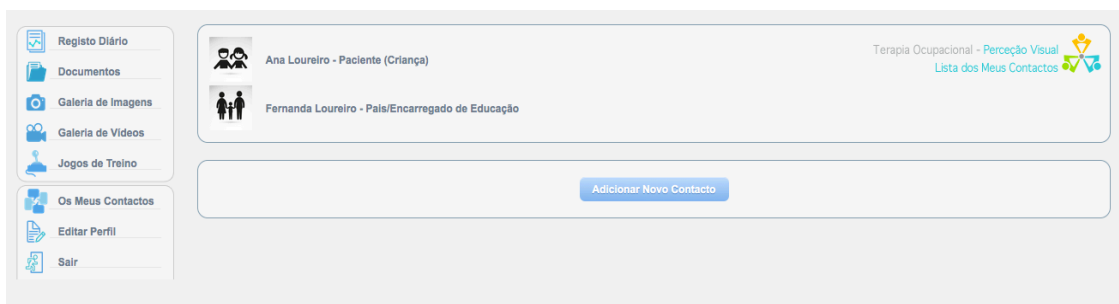 Registo Diário
Documentos
Galeria de Imagens
Galeria de Vídeos
Jogos de Treino
Os Meus Contactos
Editar Perfil
Sair
Ana Loureiro - Paciente (Criança)
Fernanda Loureiro - Pais/Encarregado de Educação
Terapia Ocupacional - Perceção Visual
Lista dos Meus Contactos
Adicionar Novo Contacto